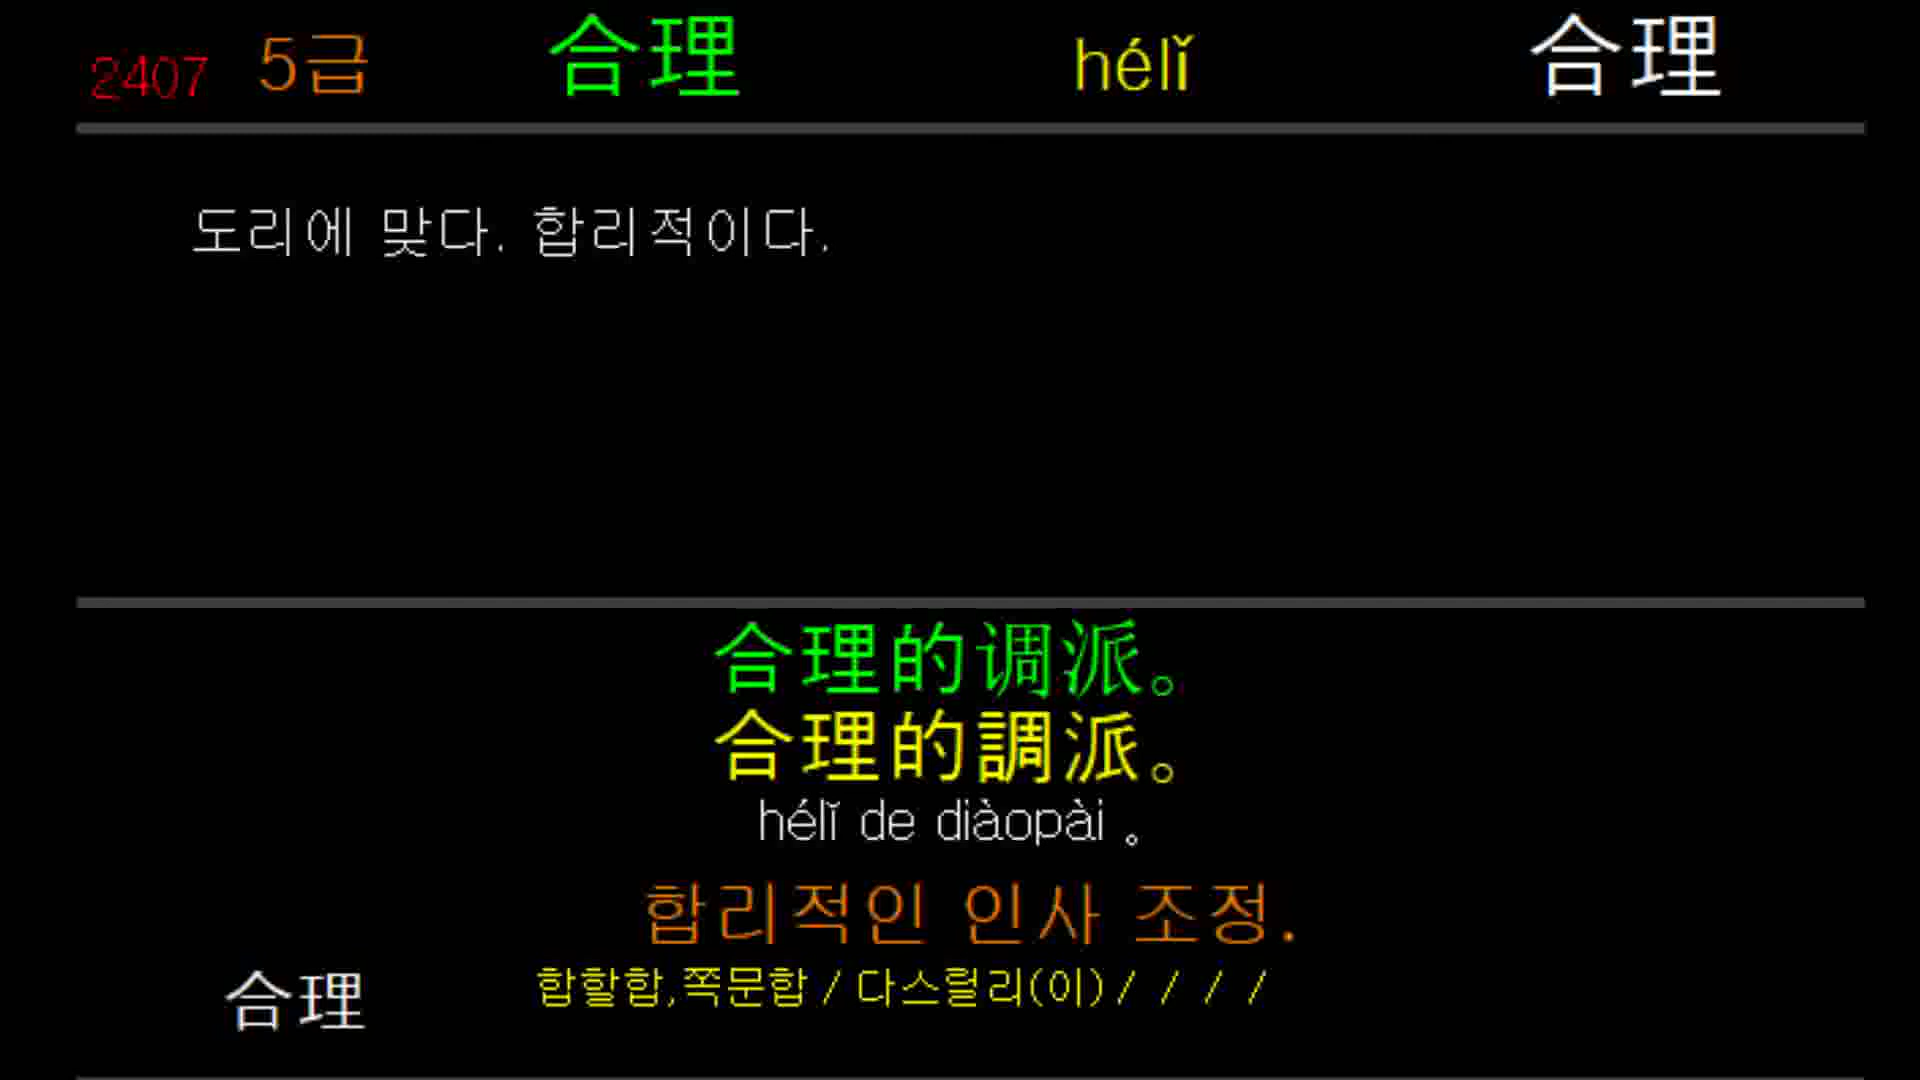 2407 5급 合理 hélǐ 合理
도리에 맞다. 합리적이다.
合理的调派。
合理的調派。
hélǐ de diàopài 。
합리적인 인사 조정.
合理 합할합,쪽문합 / 다스릴리(이) / / / /